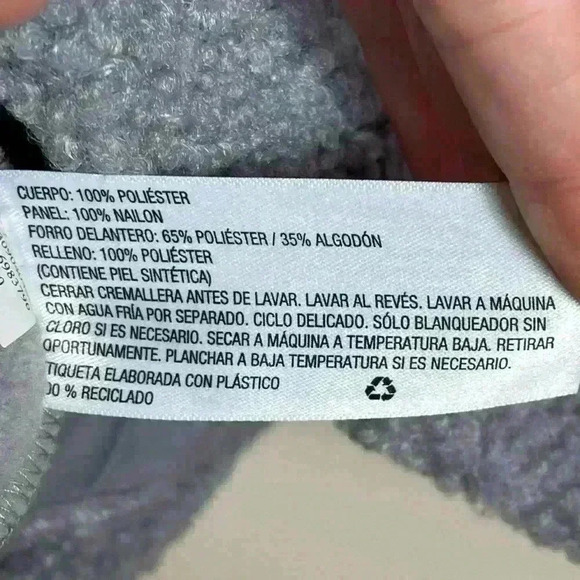 CUERPO: 100% POLIÉSTER
PANEL: 100% NAILON
FORRO DELANTERO: 65% POLIÉSTER / 35% ALGODÓN
RELLENO: 100% POLIÉSTER
(CONTIENE PIEL SINTÉTICA)
CERRAR CREMALLERA ANTES DE LAVAR. LAVAR AL REVÉS. LAVAR A MÁQUINA
CON AGUA FRÍA POR SEPARADO. CICLO DELICADO. SÓLO BLANQUEADOR SIN
CLORO SI ES NECESARIO. SECAR A MÁQUINA A TEMPERATURA BAJA. RETIRAR
OPORTUNAMENTE. PLANCHAR A BAJA TEMPERATURA SI ES NECESARIO.
TIQUETA ELABORADA CON PLÁSTICO
00 % RECICLADO